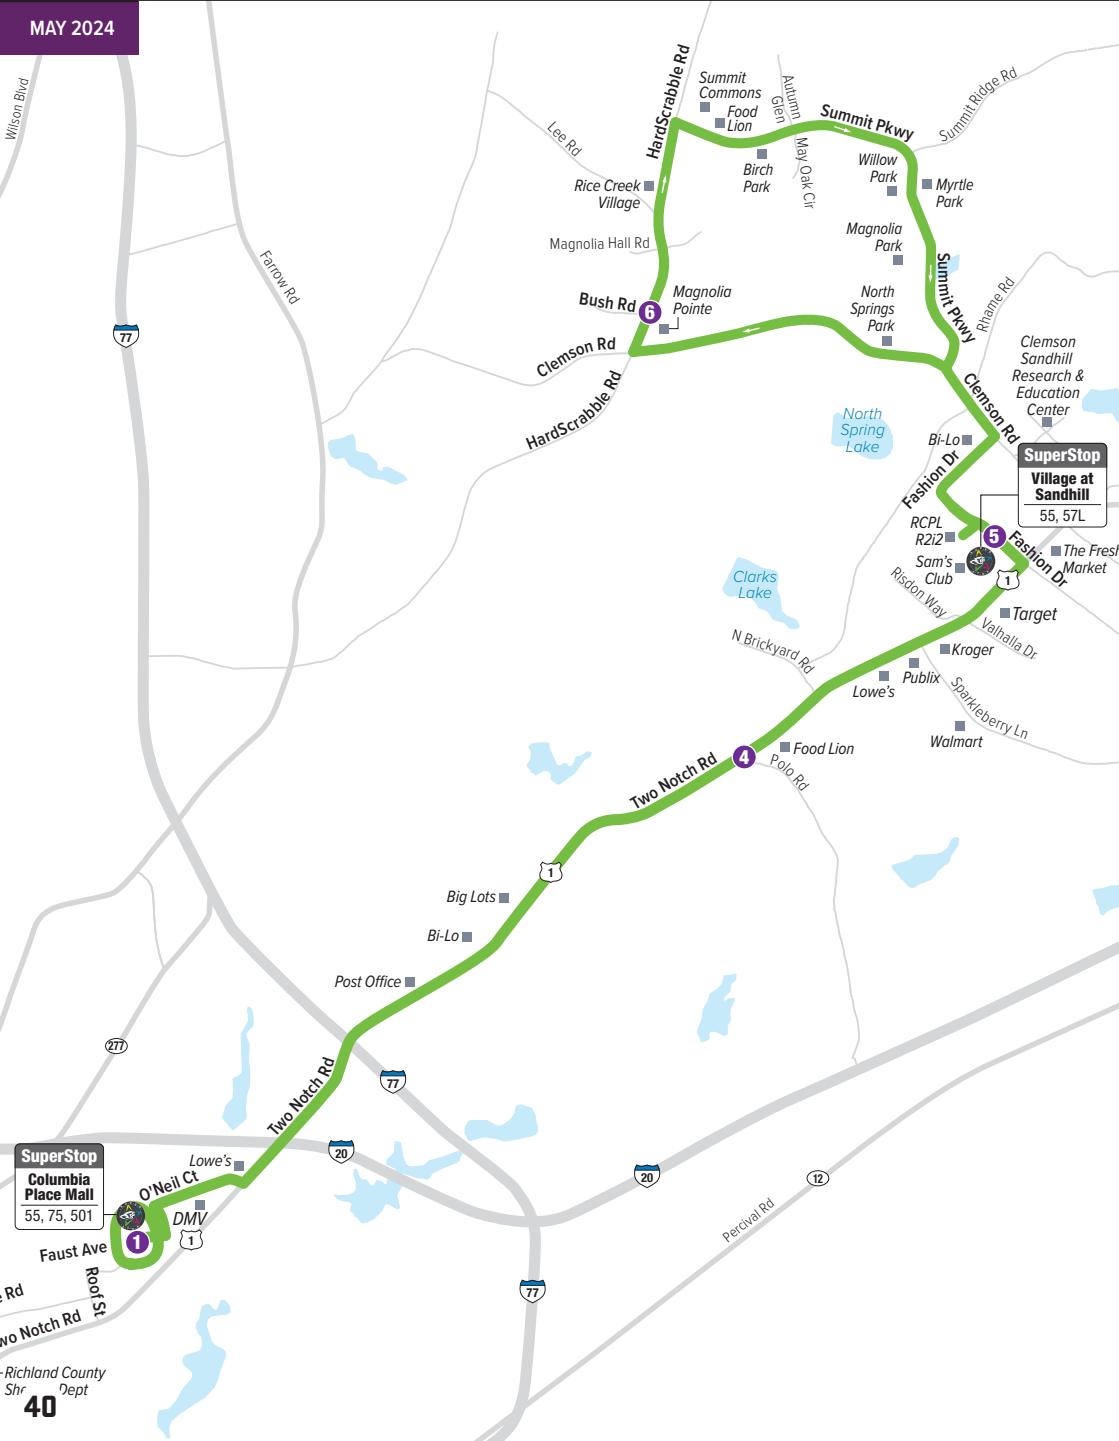 MAY 2024
Wilson Blvd
77
Farrow Rd
Lee Rd
HardScrabble Rd
Summit
Commons
Food
Lion
Autumn
Glen
Summit Pkwy
Summit Ridge Rd
Birch
Park
May Oak Cir
Willow
Park
Myrtle
Park
Rice Creek
Village
Magnolia Hall Rd
Magnolia
Park
Summit Pkwy
Bush Rd
6
Magnolia
Pointe
North
Springs
Park
Rhame Rd
Clemson Rd
HardScrabble Rd
Clemson
Sandhill
Research &
Education
Center
Clemson Rd
North
Spring
Lake
Bi-Lo
Fashion Dr
SuperStop
Village at
Sandhill
55, 57L
RCPL
R2i2
5
Fashion Dr
The Fresh
Market
Sam's
Club
1
Clarks
Lake
Risdon Way
Target
Valhalla Dr
N Brickyard Rd
Kroger
Publix
Lowe's
Sparkleberry Ln
Walmart
4
Food Lion
Two Notch Rd
Polo Rd
1
Big Lots
Bi-Lo
Post Office
277
Two Notch Rd
77
20
20
12
Percival Rd
SuperStop
Columbia
Place Mall
55, 75, 501
Lowe's
O'Neil Ct
DMV
1
1
Faust Ave
Roof St
77
e Rd
wo Notch Rd
-Richland County
Dept
40